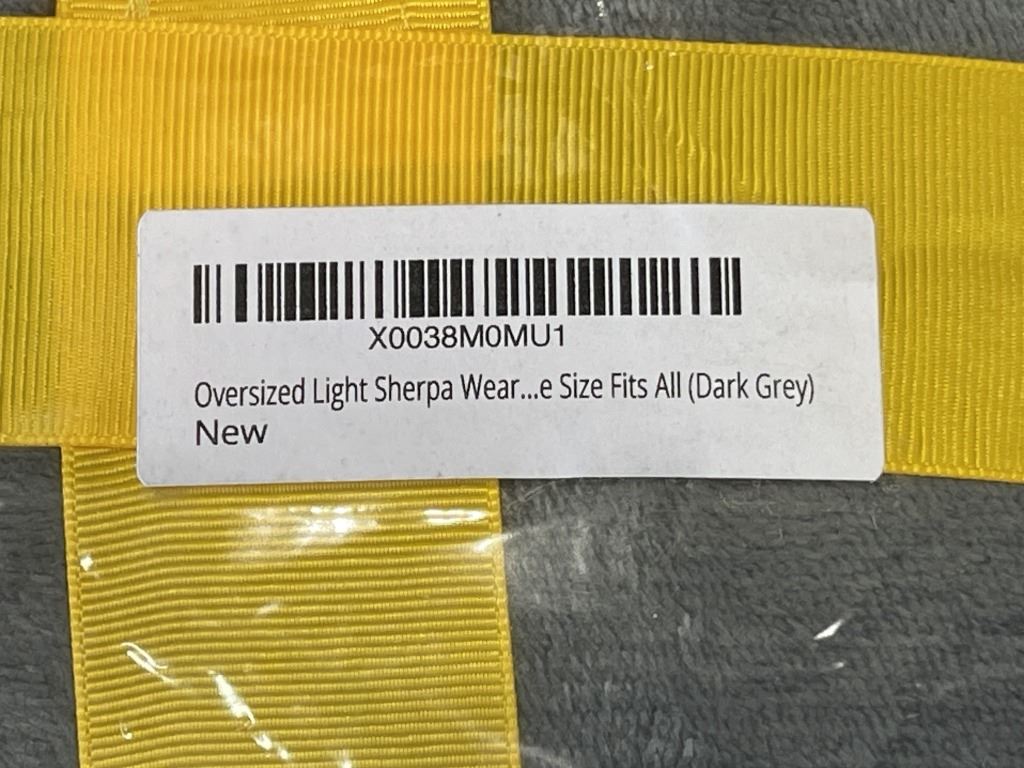 X0038M0MU1
Oversized Light Sherpa Wear...e Size Fits All (Dark Grey)
New